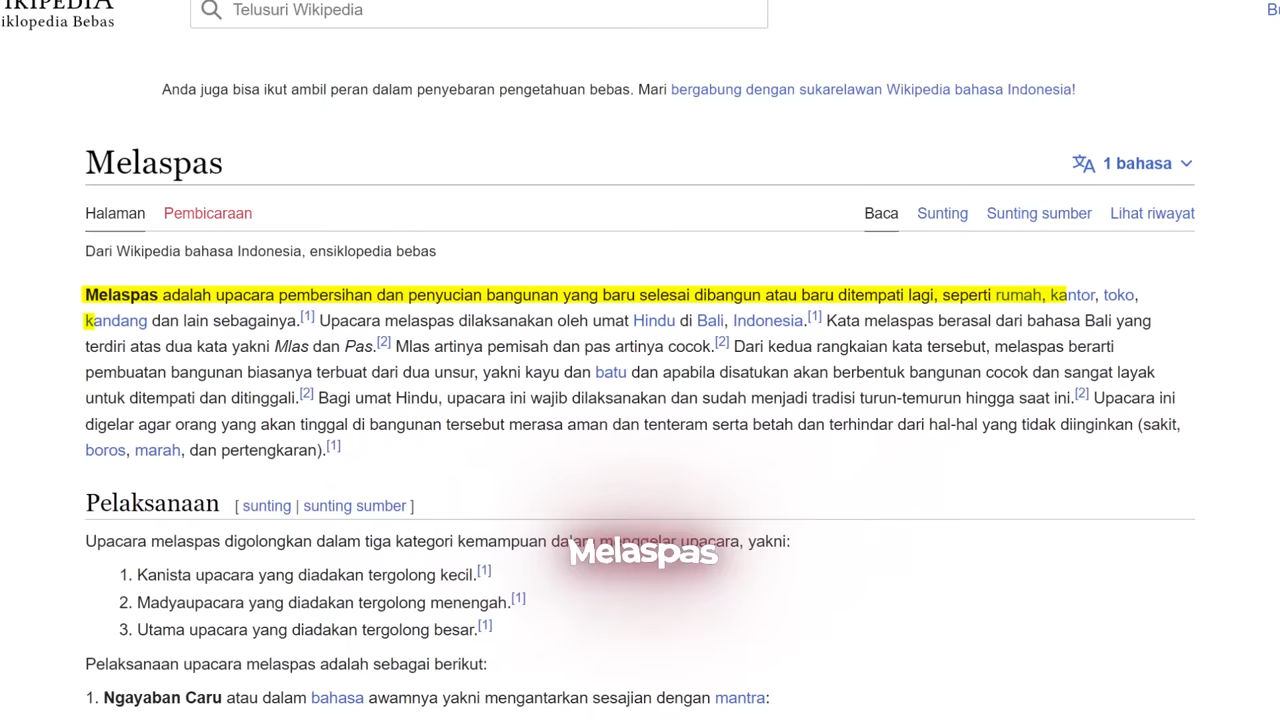 WIKIPEDIA
iklopedia Bebas
Telusuri Wikipedia
Bu
Anda juga bisa ikut ambil peran dalam penyebaran pengetahuan bebas. Mari bergabung dengan sukarelawan Wikipedia bahasa Indonesia!
Melaspas
1 bahasa
Halaman Pembicaraan
Baca Sunting Sunting sumber Lihat riwayat
Dari Wikipedia bahasa Indonesia, ensiklopedia bebas
Melaspas adalah upacara pembersihan dan penyucian bangunan yang baru selesai dibangun atau baru ditempati lagi, seperti rumah, kantor, toko,
kandang dan lain sebagainya.[1] Upacara melaspas dilaksanakan oleh umat Hindu di Bali, Indonesia.[1] Kata melaspas berasal dari bahasa Bali yang
terdiri atas dua kata yakni Mlas dan Pas.[2] Mlas artinya pemisah dan pas artinya cocok.[2] Dari kedua rangkaian kata tersebut, melaspas berarti
pembuatan bangunan biasanya terbuat dari dua unsur, yakni kayu dan batu dan apabila disatukan akan berbentuk bangunan cocok dan sangat layak
untuk ditempati dan ditinggali.[2] Bagi umat Hindu, upacara ini wajib dilaksanakan dan sudah menjadi tradisi turun-temurun hingga saat ini.[2] Upacara ini
digelar agar orang yang akan tinggal di bangunan tersebut merasa aman dan tenteram serta betah dan terhindar dari hal-hal yang tidak diinginkan (sakit,
boros, marah, dan pertengkaran).[1]
Pelaksanaan [ sunting | sunting sumber ]
Upacara melaspas digolongkan dalam tiga kategori kemampuan dalam menggelar upacara, yakni:
Melaspas
1. Kanista upacara yang diadakan tergolong kecil.[1]
2. Madyaupacara yang diadakan tergolong menengah.[1]
3. Utama upacara yang diadakan tergolong besar.[1]
Pelaksanaan upacara melaspas adalah sebagai berikut:
1. Ngayaban Caru atau dalam bahasa awamnya yakni mengantarkan sesajian dengan mantra: